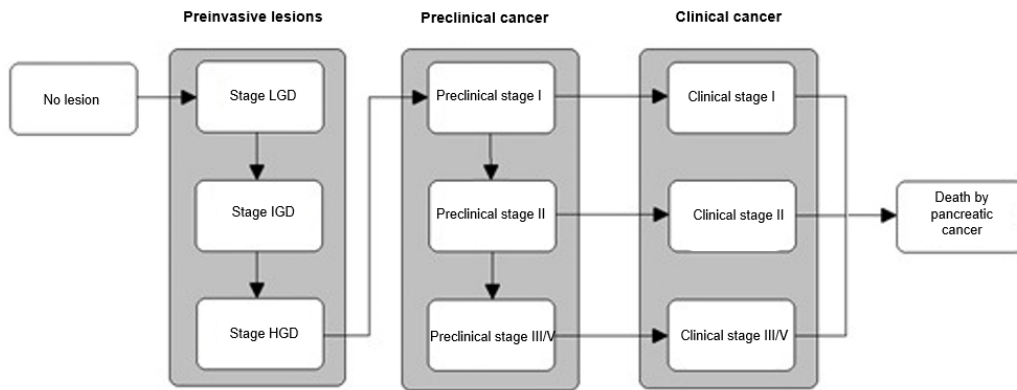 Preinvasive lesions
Preclinical cancer
Clinical cancer
No lesion
Stage LGD
Preclinical stage I
Clinical stage I
Stage IGD
Preclinical stage II
Clinical stage II
Death by
pancreatic
cancer
Stage HGD
Preclinical stage III/V
Clinical stage III/V